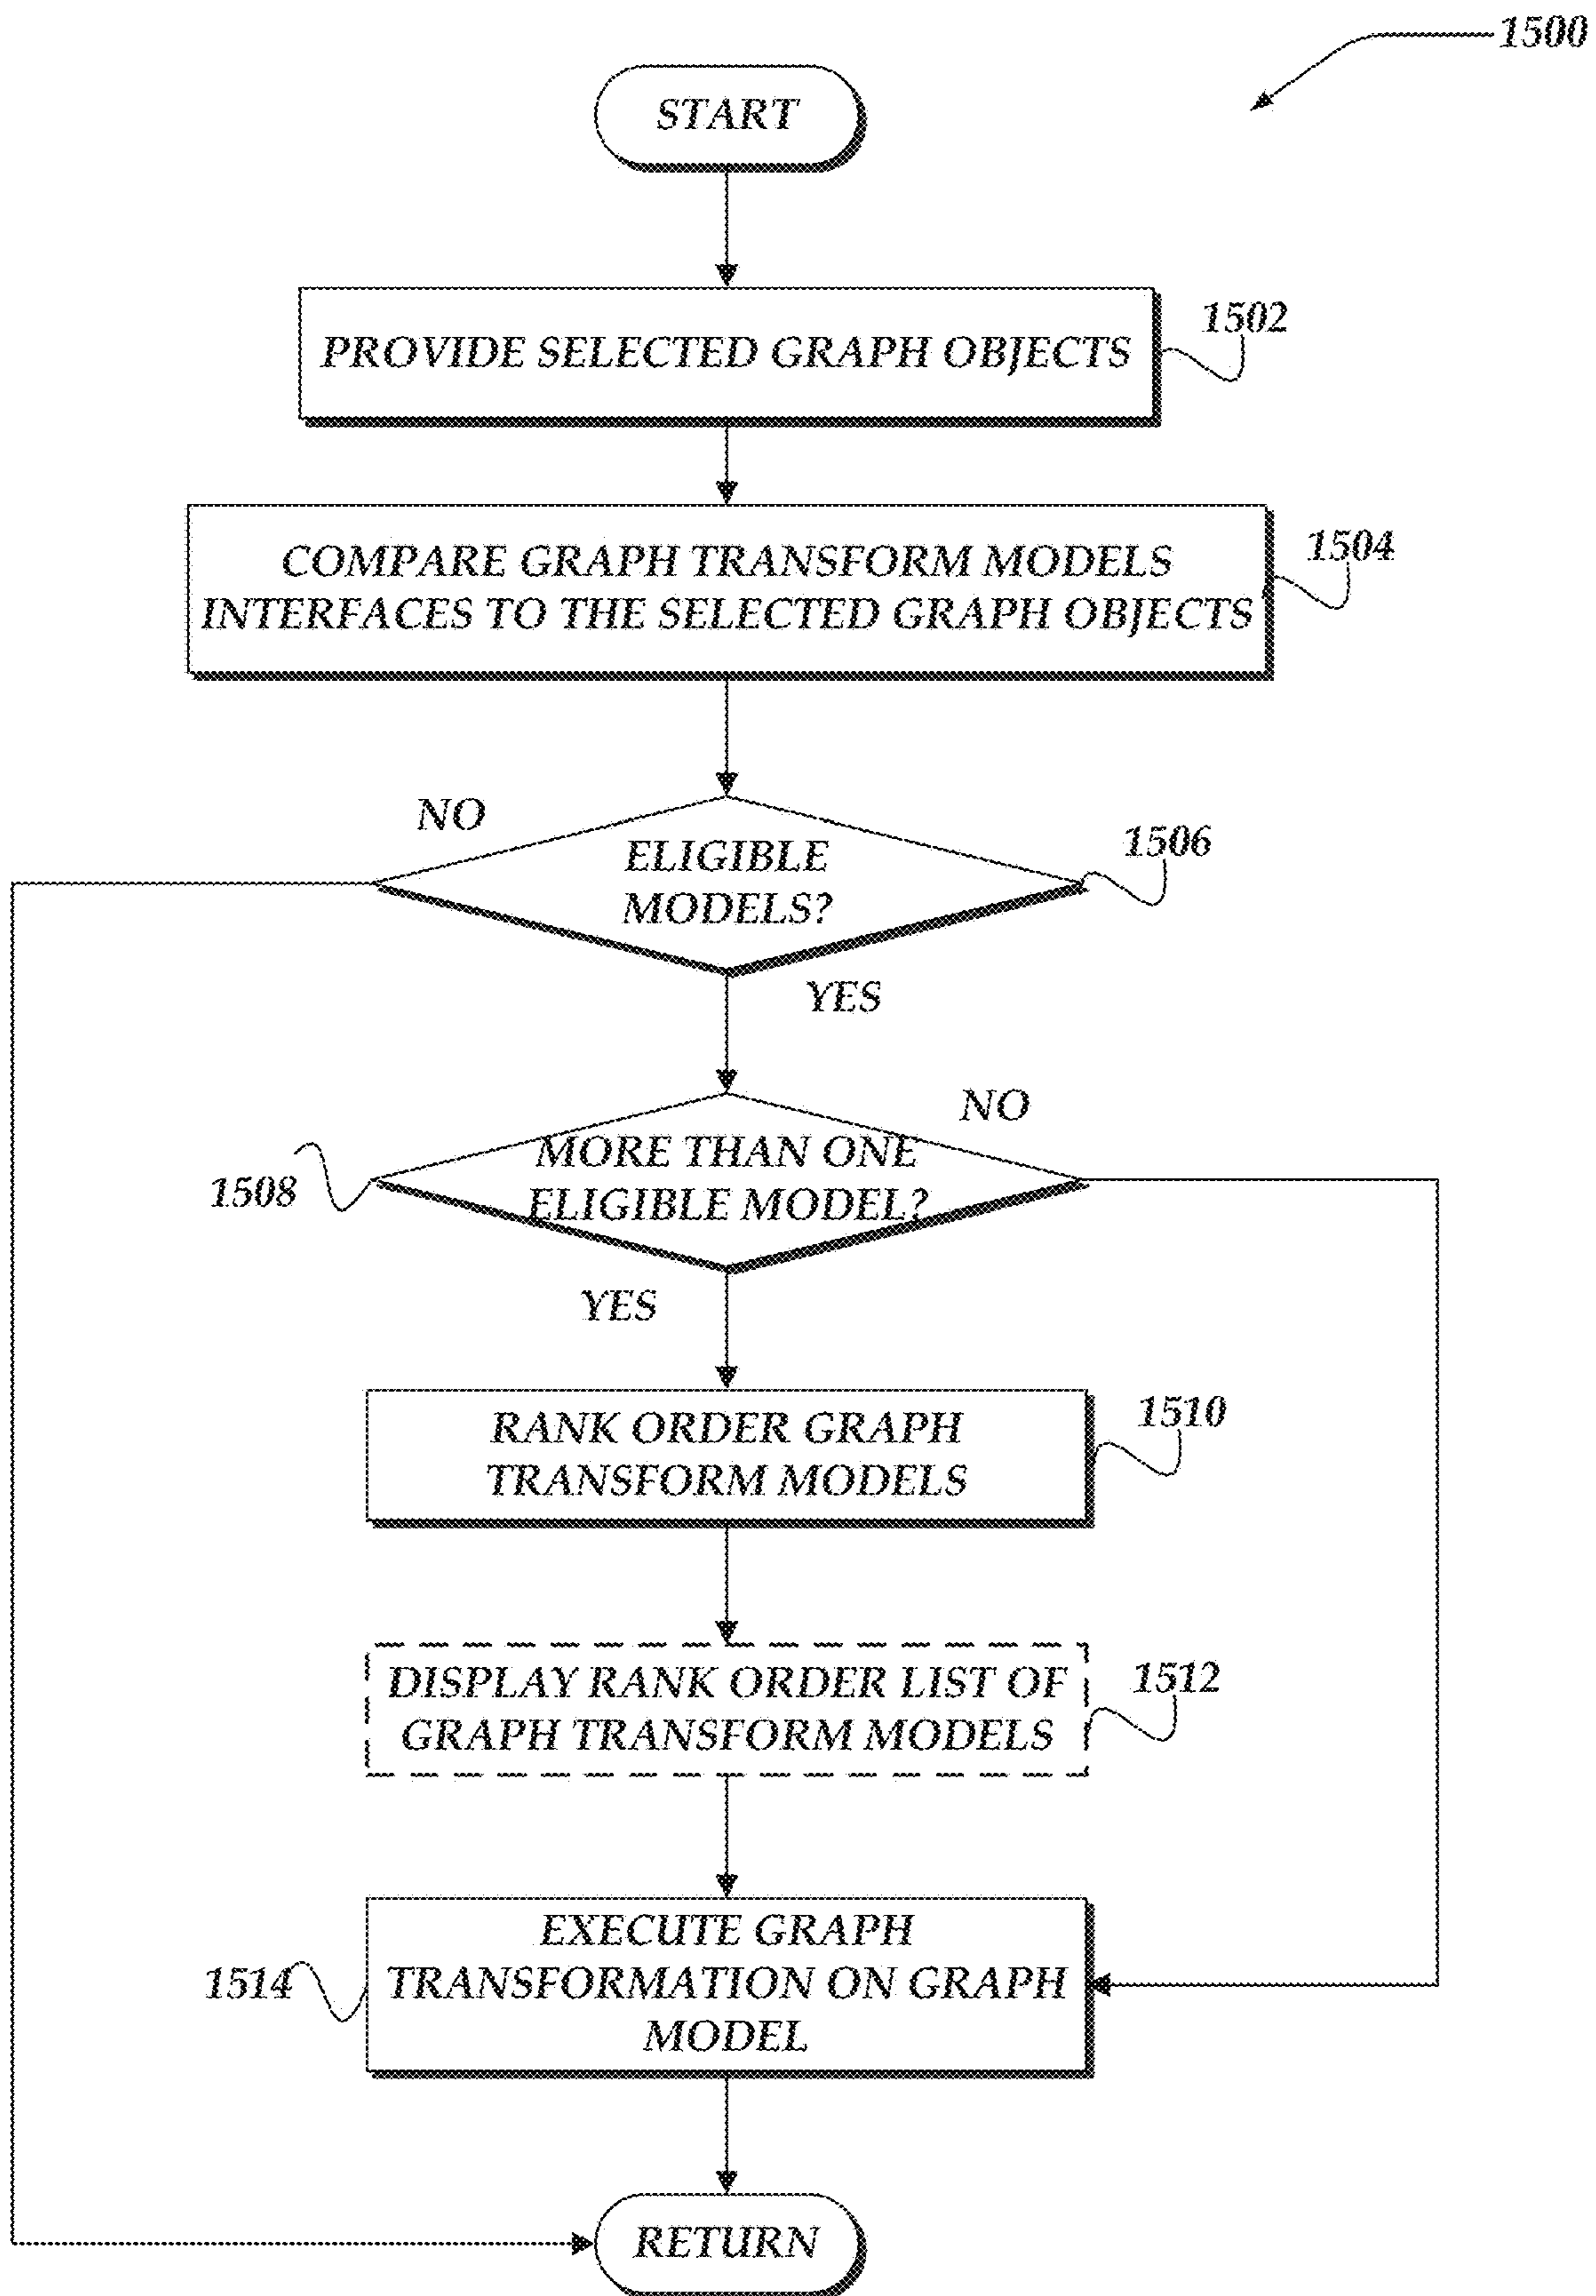 1500
START
PROVIDE SELECTED GRAPH OBJECTS
1502
COMPARE GRAPH TRANSFORM MODELS
INTERFACES TO THE SELECTED GRAPH OBJECTS
1504
NO
ELIGIBLE
MODELS?
1506
YES
NO
MORE THAN ONE
ELIGIBLE MODEL?
1508
YES
RANK ORDER GRAPH
TRANSFORM MODELS
1510
DISPLAY RANK ORDER LIST OF
GRAPH TRANSFORM MODELS
1512
EXECUTE GRAPH
TRANSFORMATION ON GRAPH
MODEL
1514
RETURN